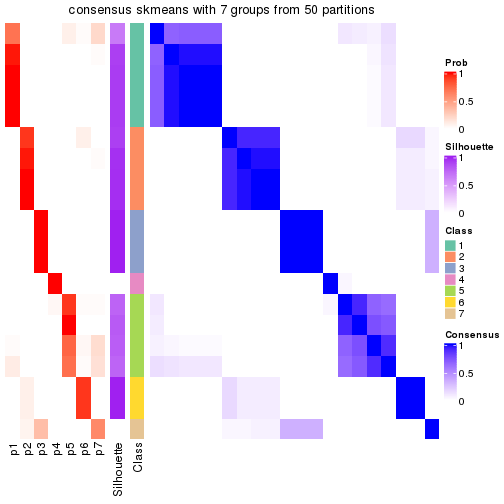 consensus skmeans with 7 groups from 50 partitions
Prob
1
0.5
0
Silhouette
1
0.5
0
Class
1
2
3
4
5
6
7
Consensus
1
0.5
0
p1
p2
p3
p4
p5
p6
p7
Silhouette
Class